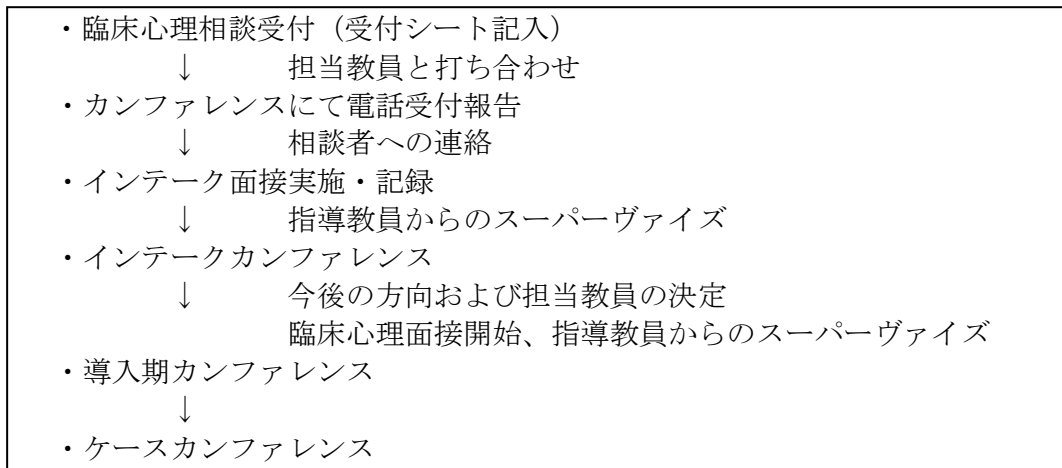 ・臨床心理相談受付（受付シート記入）
↓　担当教員と打ち合わせ
・カンファレンスにて電話受付報告
↓　相談者への連絡
・インテーク面接実施・記録
↓　指導教員からのスーパーヴァイズ
・インテークカンファレンス
↓　今後の方向および担当教員の決定
臨床心理面接開始、指導教員からのスーパーヴァイズ
・導入期カンファレンス
↓
・ケースカンファレンス